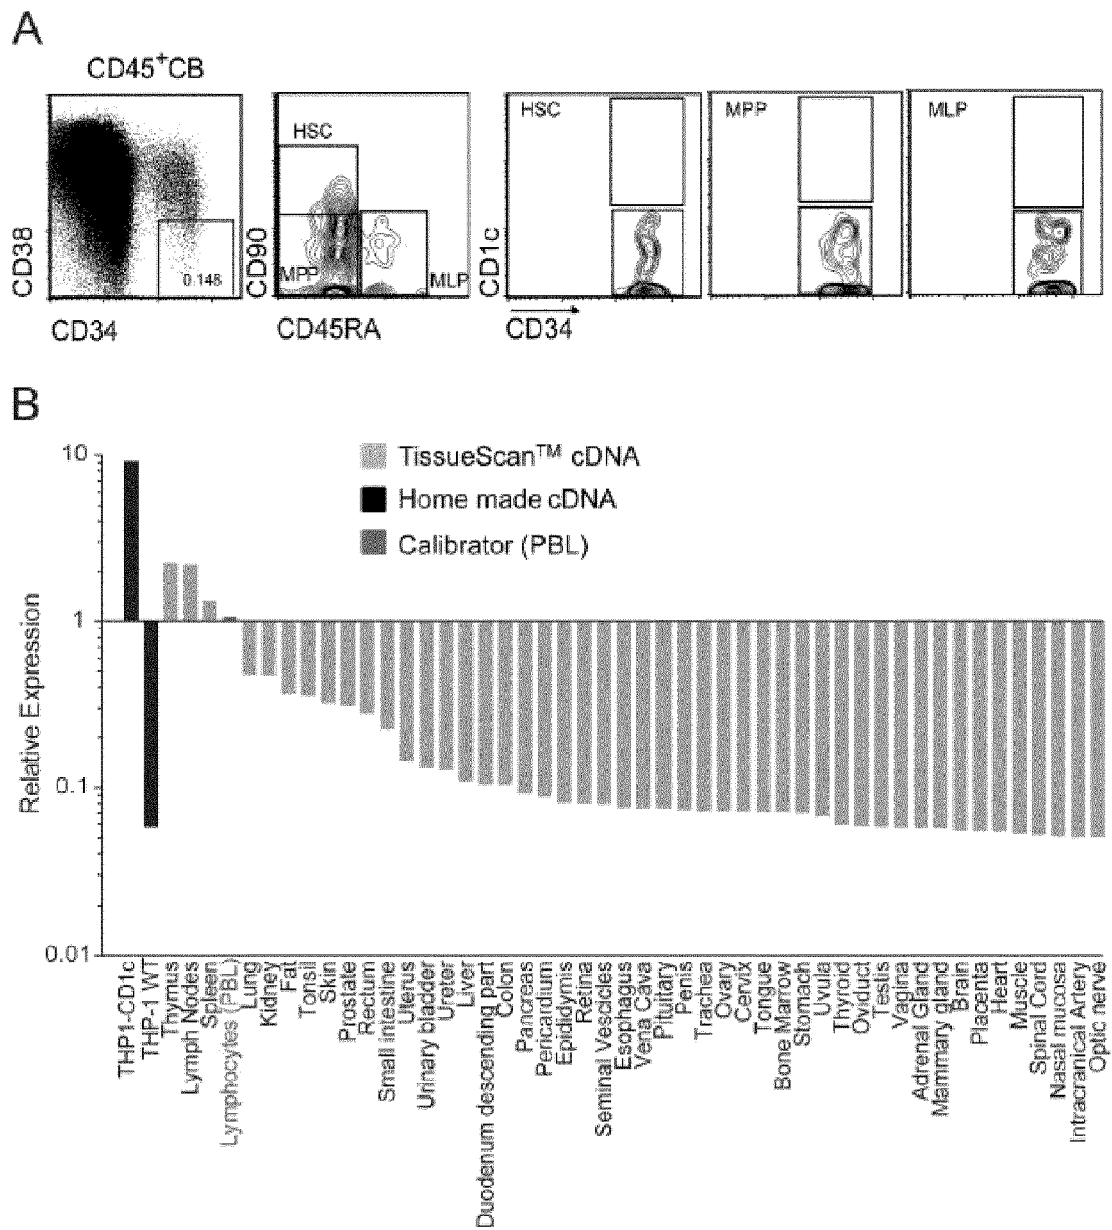 A
CD45+CB
CD38
0.148
CD34
HSC
CD90
MPP
MLP
CD45RA
HSC
MPP
MLP
CD1c
CD34
B
10
1
0.1
0.01
Relative Expression
TissueScan™ cDNA
Home made cDNA
Calibrator (PBL)
THP1-CD1c
THP-1 WT
Thymus
Lymph Nodes
Spleen
Lymphocytes (PBL)
Lung
Kidney
Fat
Tonsil
Skin
Prostate
Rectum
Small intestine
Uterus
Urinary bladder
Ureter
Liver
Duodenum descending part
Colon
Pancreas
Pericardium
Epididymis
Retina
Seminal Vescicles
Esophagus
Vena Cava
Pituitary
Penis
Trachea
Ovary
Cervix
Tongue
Bone Marrow
Stomach
Uvula
Thyroid
Oviduct
Testis
Vagina
Adrenal Gland
Mammary gland
Brain
Placenta
Heart
Muscle
Spinal Cord
Nasal mucosa
Intracranical Artery
Optic nerve